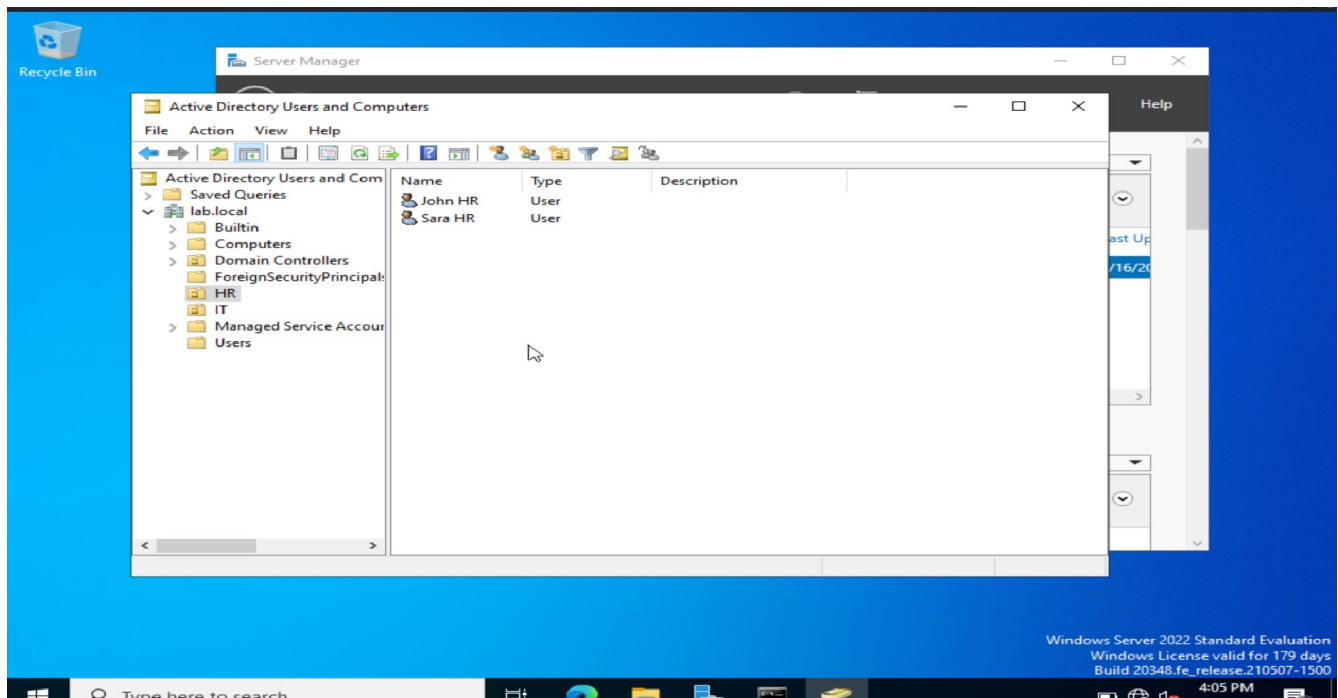 Recycle Bin
Server Manager
Help
Active Directory Users and Computers
File Action View Help
Active Directory Users and Com
Saved Queries
lab.local
Builtin
Computers
Domain Controllers
ForeignSecurityPrincipals
HR
IT
Managed Service Accour
Users
Name Type Description
John HR User
Sara HR User
ast Up
/16/20
Windows Server 2022 Standard Evaluation
Windows License valid for 179 days
Build 20348.fe_release.210507-1500
Type here to search
4:05 PM